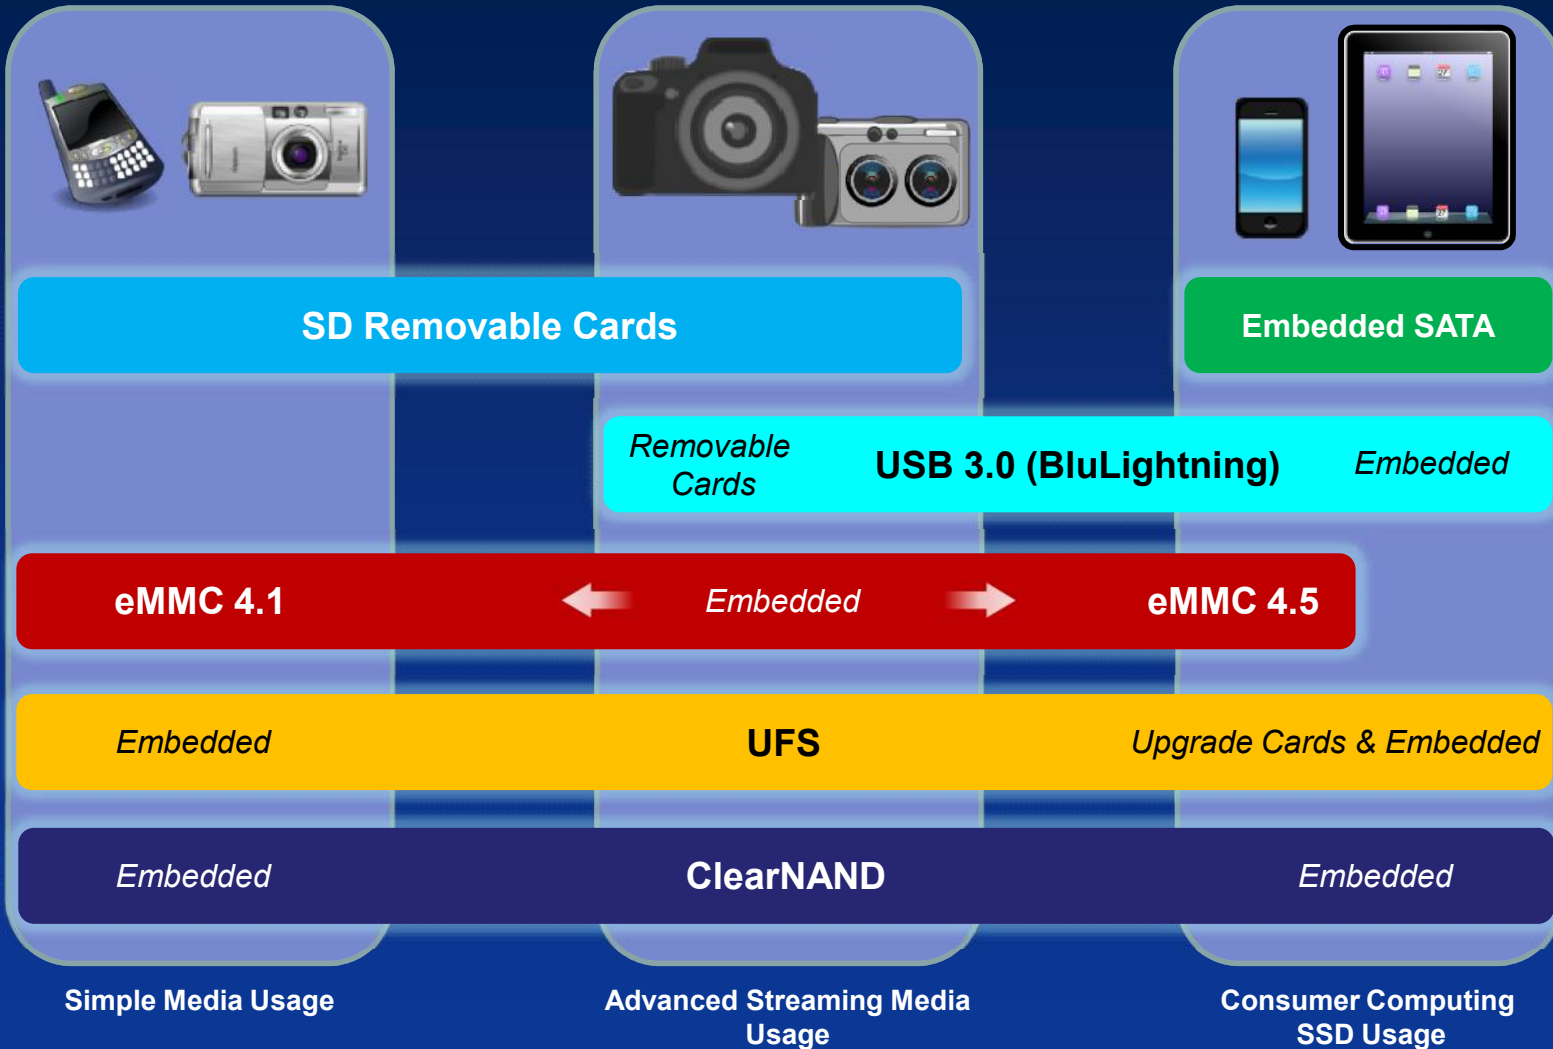 SD Removable Cards
Embedded SATA
Removable
Cards
USB 3.0 (BluLightning)
Embedded
eMMC 4.1
Embedded
eMMC 4.5
Embedded
UFS
Upgrade Cards & Embedded
Embedded
ClearNAND
Embedded
Simple Media Usage
Advanced Streaming Media
Usage
Consumer Computing
SSD Usage